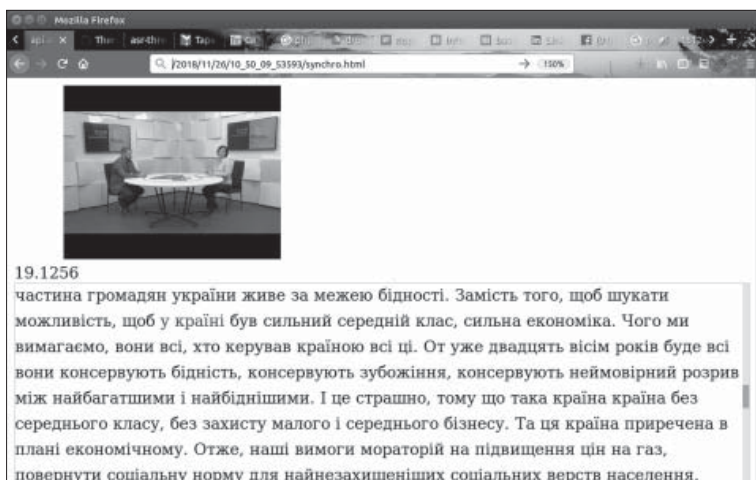 Mozilla Firefox
/2018/11/26/10_50_09_53593/synchro.html
150%
19.1256
частина громадян україни живе за межею бідності. Замість того, щоб шукати
можливість, щоб у країні був сильний середній клас, сильна економіка. Чого ми
вимагаємо, вони всі, хто керував країною всі ці. От уже двадцять вісім років буде всі
вони консервують бідність, консервують зубожіння, консервують неймовірний розрив
між найбагатшими і найбіднішими. І це страшно, тому що така країна країна без
середнього класу, без захисту малого і середнього бізнесу. Та ця країна приречена в
плані економічному. Отже, наші вимоги мораторій на підвищення цін на газ,
повернути соціальну норму для найнезахищеніших соціальних верств населення.